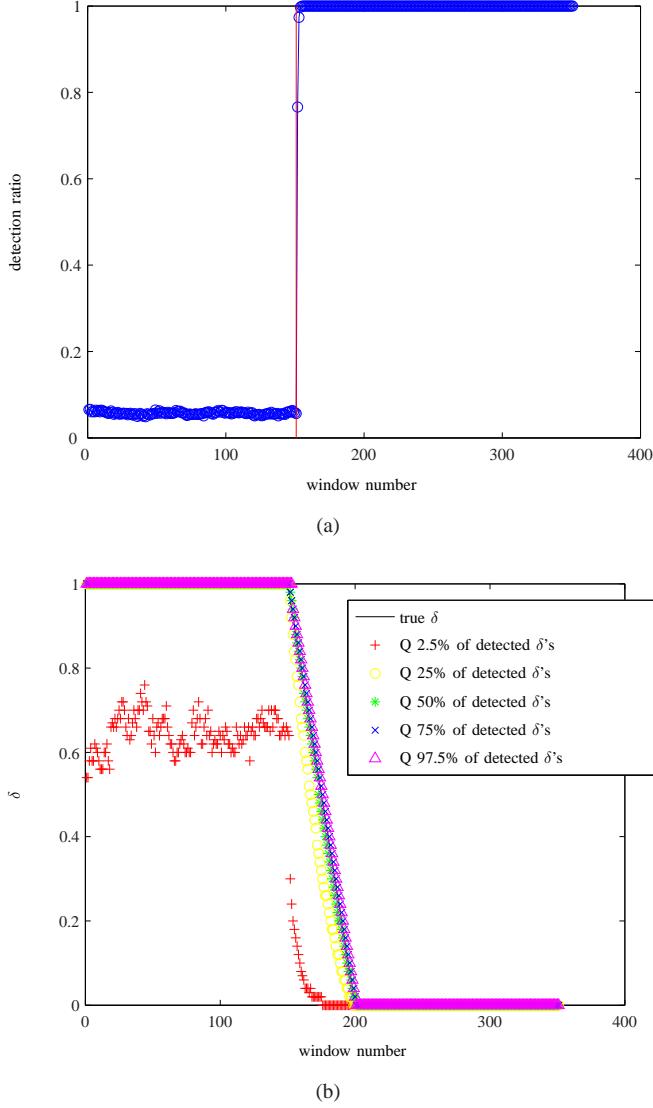 1
0.8
0.6
0.4
0.2
0
detection ratio
0 100 200 300 400
window number
(a)
1
0.8
0.6
0.4
0.2
0
δ
true δ
Q 2.5% of detected δ's
Q 25% of detected δ's
Q 50% of detected δ's
Q 75% of detected δ's
Q 97.5% of detected δ's
0 100 200 300 400
window number
(b)